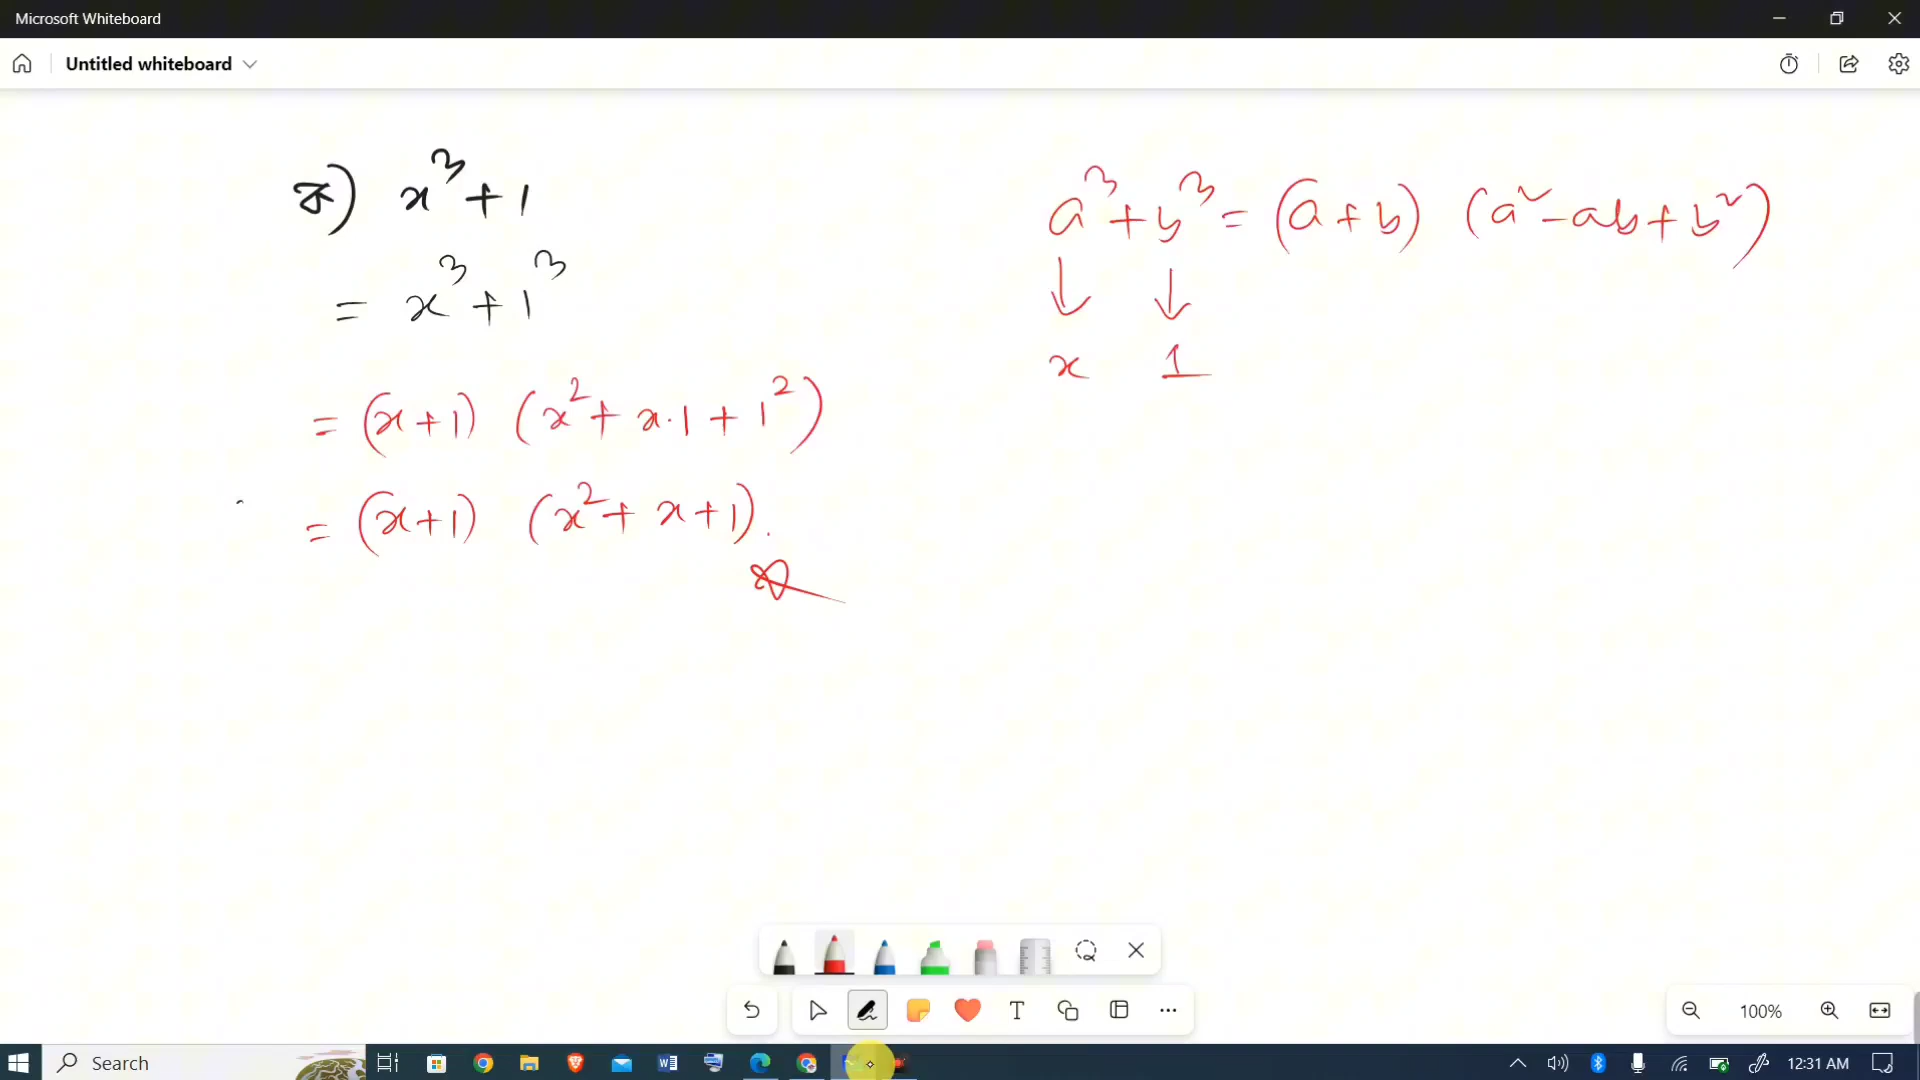 Microsoft Whiteboard
Untitled whiteboard
ক) x³+1
= x³+1³
= (x+1) (x²+ x·1 + 1²)
= (x+1) (x²+ x+1).
a³+b³= (a+b) (a²-ab+b²)
↓ ↓
x 1
100%
Search
12:31 AM